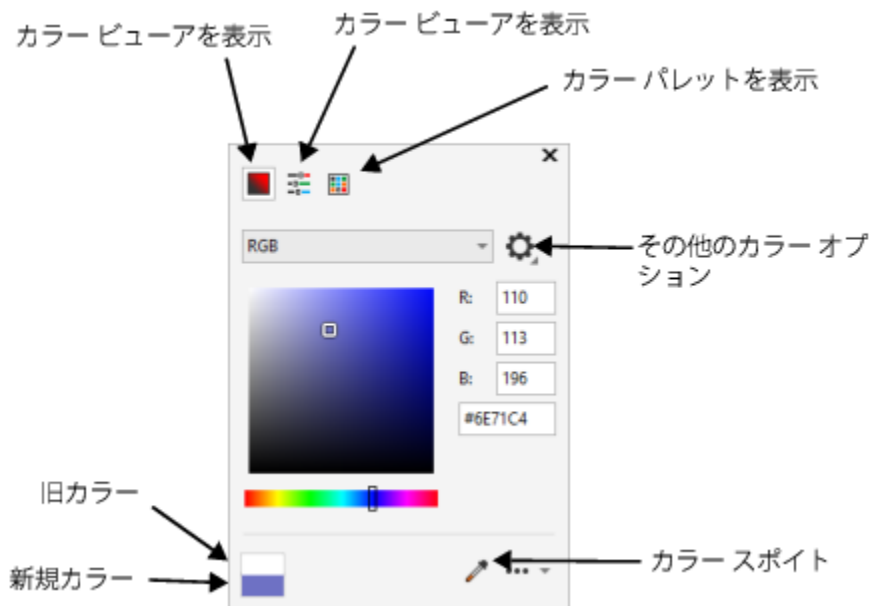 カラー ビューアを表示
カラー ビューアを表示
カラー パレットを表示
RGB
その他のカラー オプ
ション
R: 110
G: 113
B: 196
#6E71C4
旧カラー
新規カラー
カラー スポイト